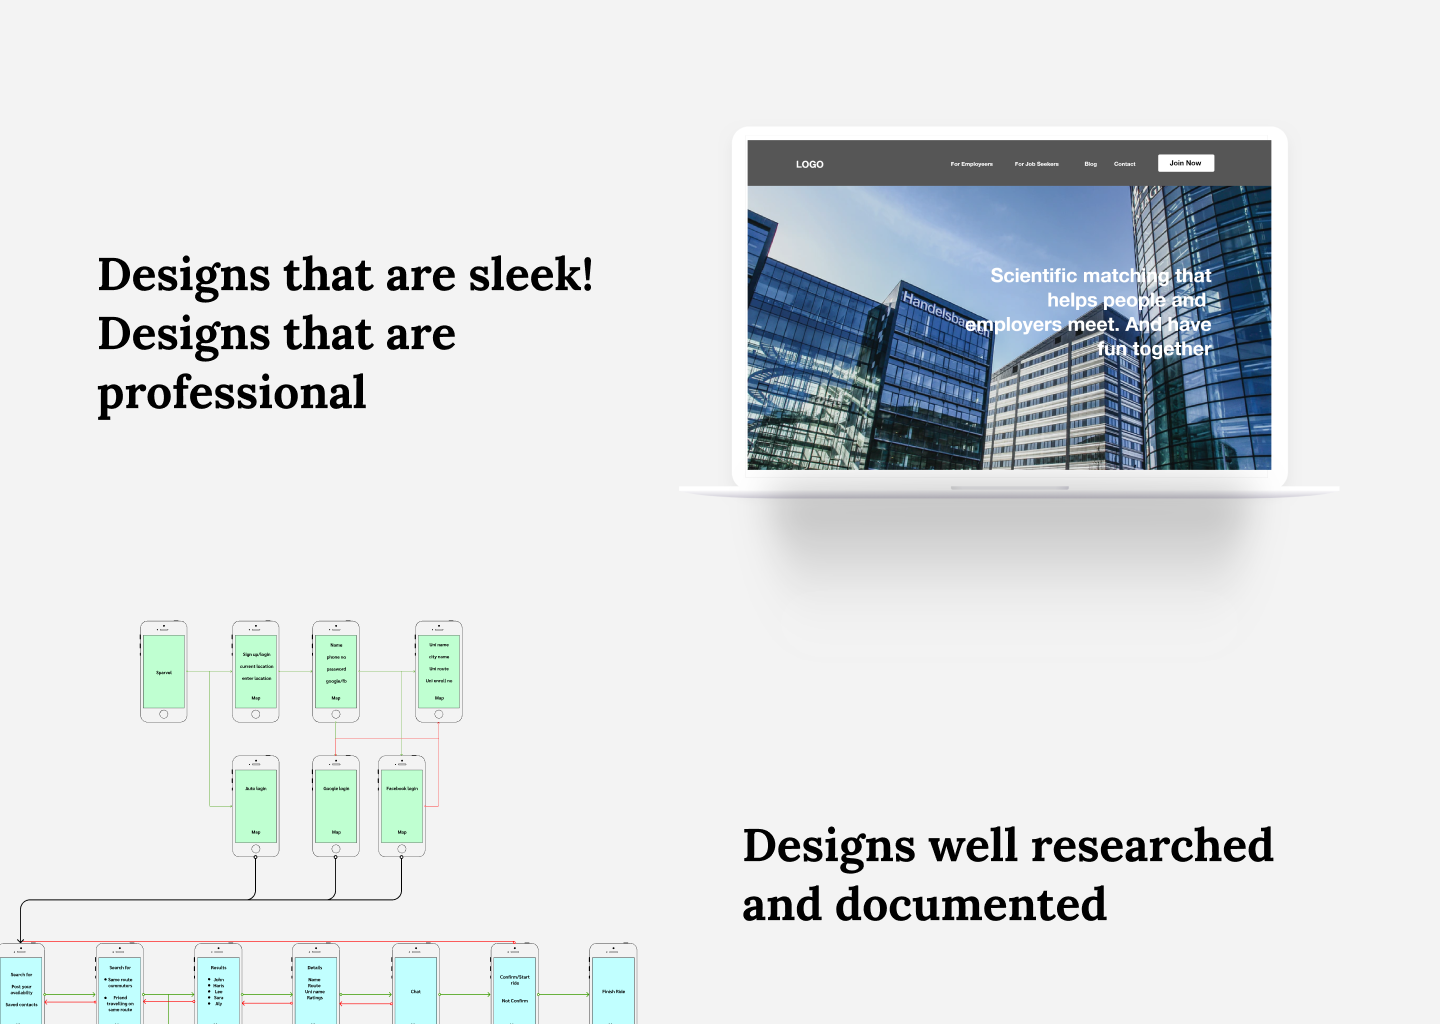 LOGO
For Employeers
For Job Seekers
Blog
Contact
Join Now
Scientific matching that
helps people and
employers meet. And have
fun together
Handelsba
Designs that are sleek!
Designs that are
professional
Spared
Sign up/login
current location
enter location
Map
Name
phone no
password
google/fb
Map
Uni name
city name
Uni route
Uni enroll no
Map
Auto login
Map
Google login
Map
Facebook login
Map
Designs well researched
and documented
Search for
Post your
availability
Saved contacts
Search for
Same route
commutors
Friend
travelling on
same route
Results
John
Haris
Leo
Sara
Aly
Details
Name
Route
Uni name
Ratings
Chat
Confirm/Start
ride
Not Confirm
Finish Ride